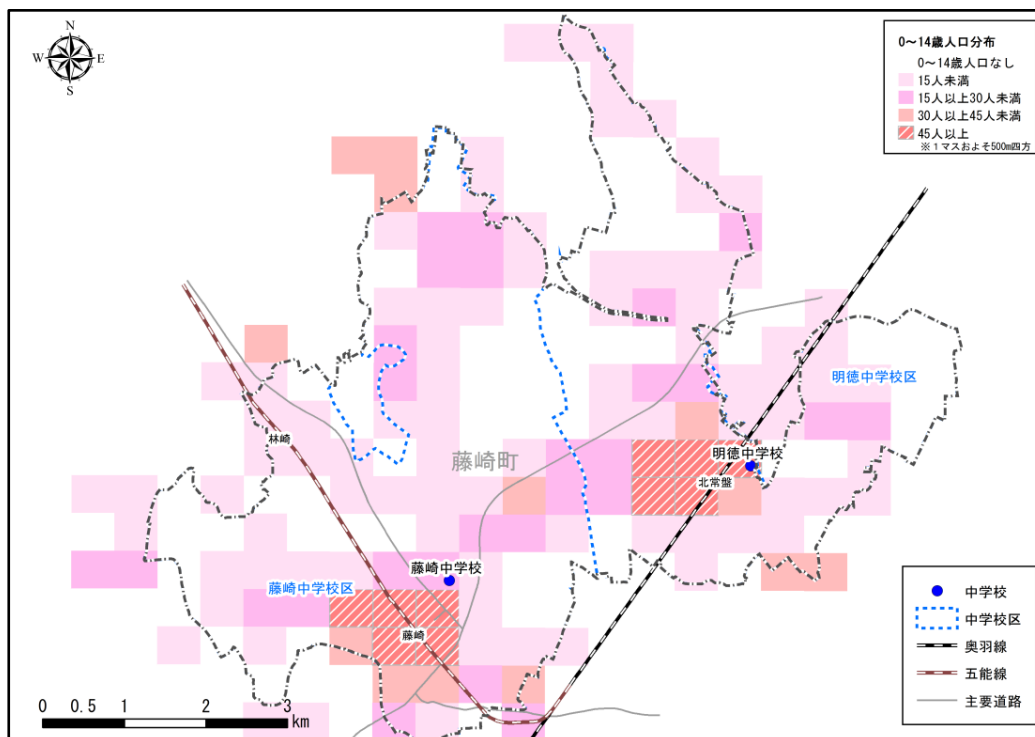 N
W
E
S
0～14歳人口分布
0～14歳人口なし
15人未満
15人以上30人未満
30人以上45人未満
45人以上
※１マスおよそ500m四方
明徳中学校区
林崎
藤崎町
明徳中学校
北常盤
藤崎中学校
藤崎中学校区
藤崎
中学校
中学校区
奥羽線
五能線
主要道路
0 0.5 1 2 3
km